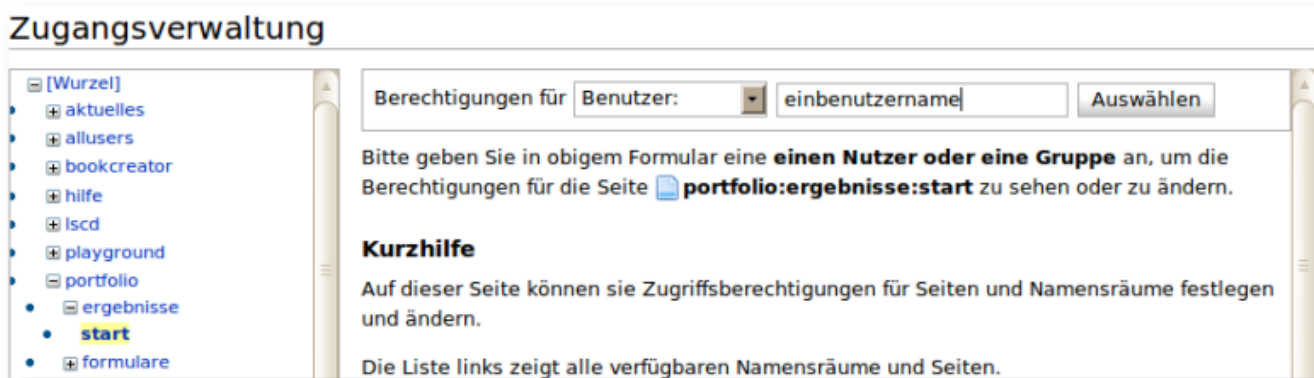 Zugangsverwaltung
[Wurzel]
aktuelles
allusers
bookcreator
hilfe
lscd
playground
portfolio
ergebnisse
start
formulare
Berechtigungen für Benutzer: einbenutzername Auswählen
Bitte geben Sie in obigem Formular eine einen Nutzer oder eine Gruppe an, um die
Berechtigungen für die Seite portfolio:ergebnisse:start zu sehen oder zu ändern.
Kurzhilfe
Auf dieser Seite können sie Zugriffsberechtigungen für Seiten und Namensräume festlegen
und ändern.
Die Liste links zeigt alle verfügbaren Namensräume und Seiten.